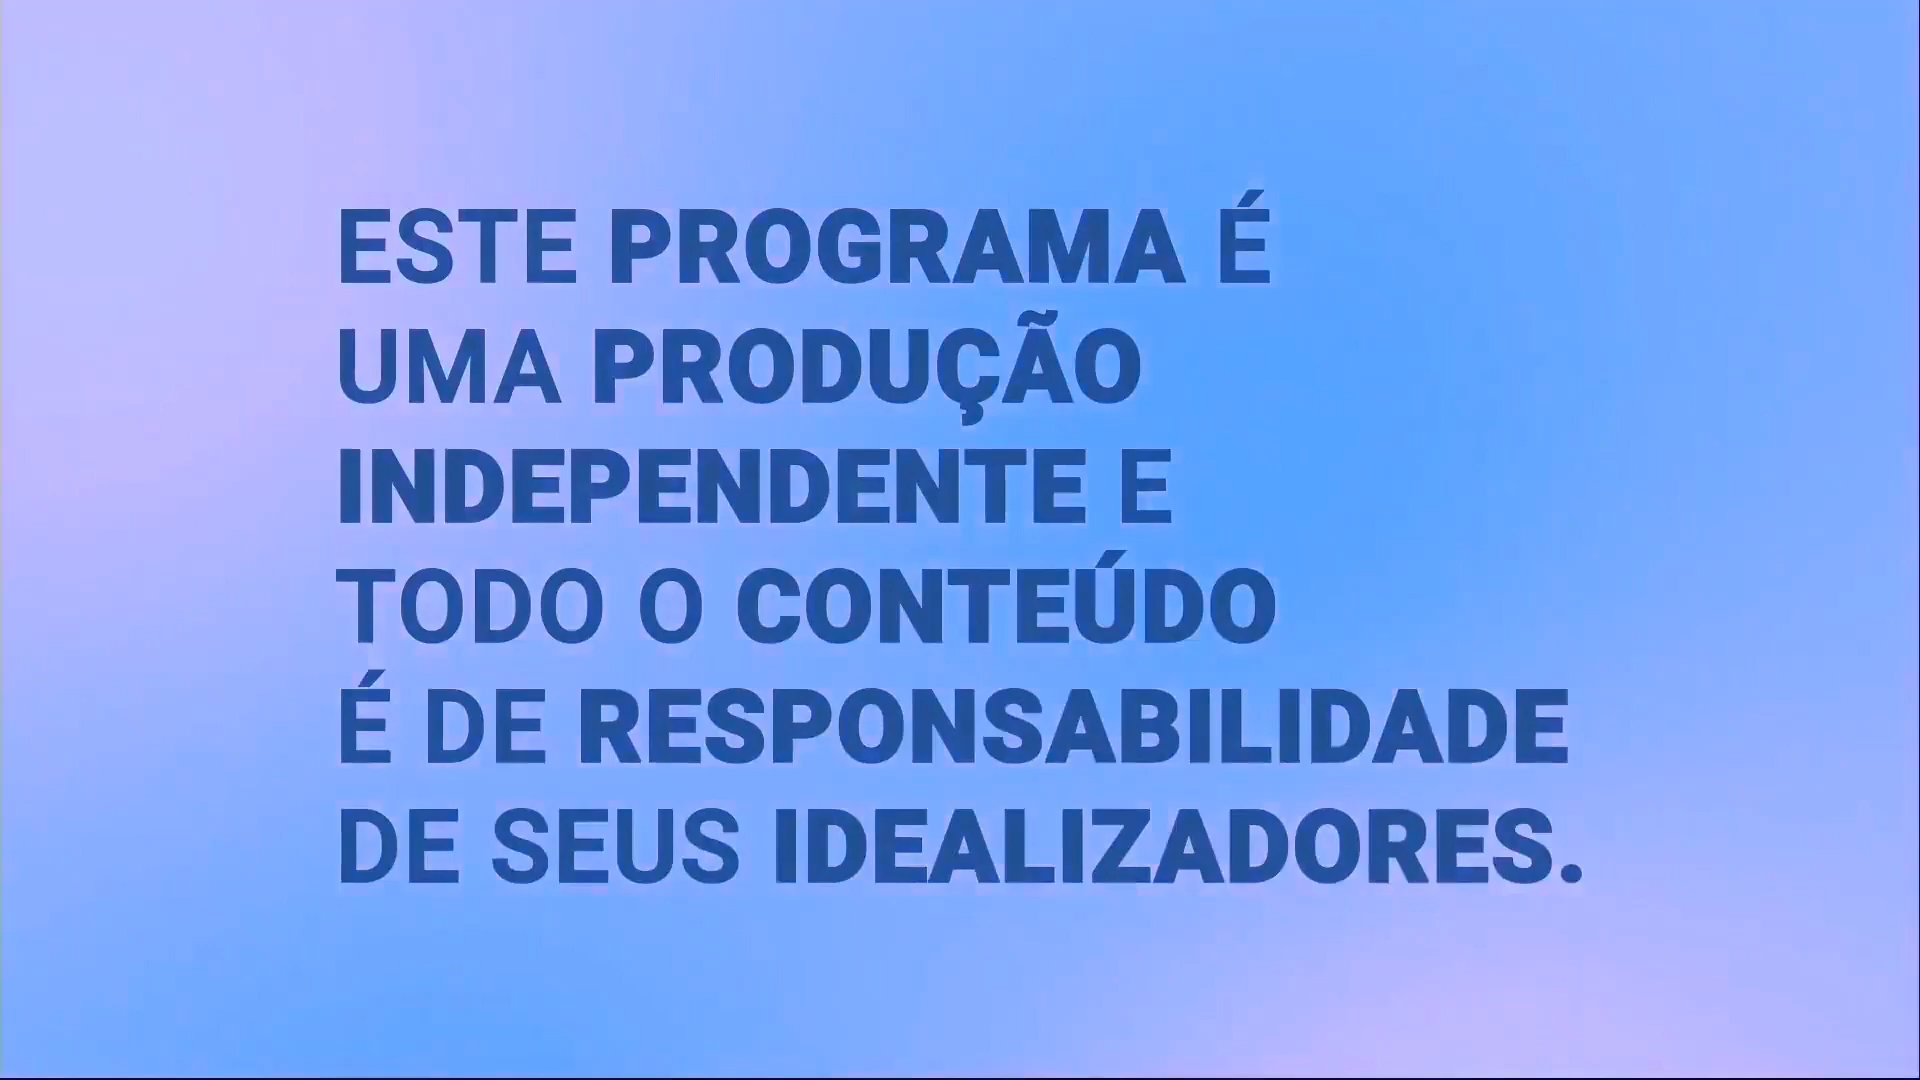 ESTE PROGRAMA É
UMA PRODUÇÃO
INDEPENDENTE E
TODO O CONTEÚDO
É DE RESPONSABILIDADE
DE SEUS IDEALIZADORES.